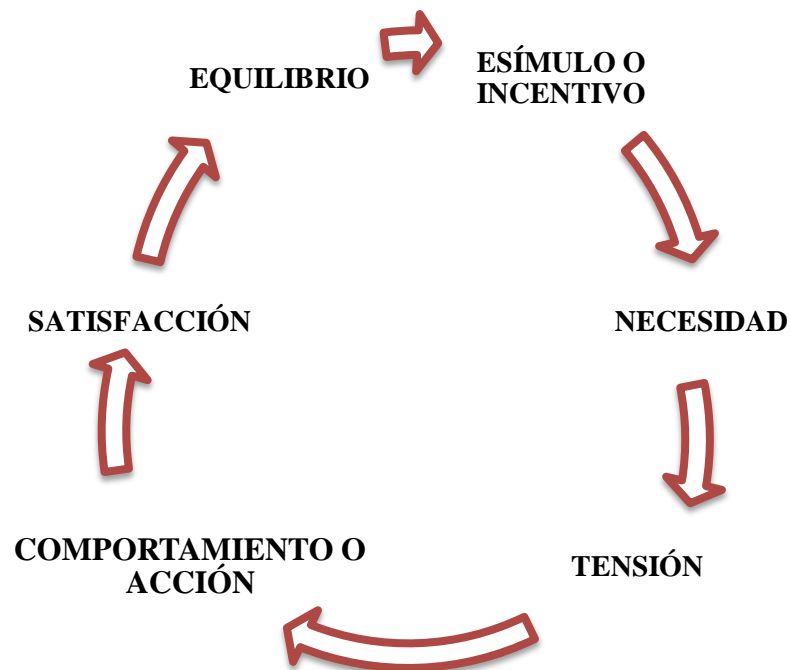 EQUILIBRIO
ESÍMULO O
INCENTIVO
NECESIDAD
TENSIÓN
COMPORTAMIENTO O
ACCIÓN
SATISFACCIÓN